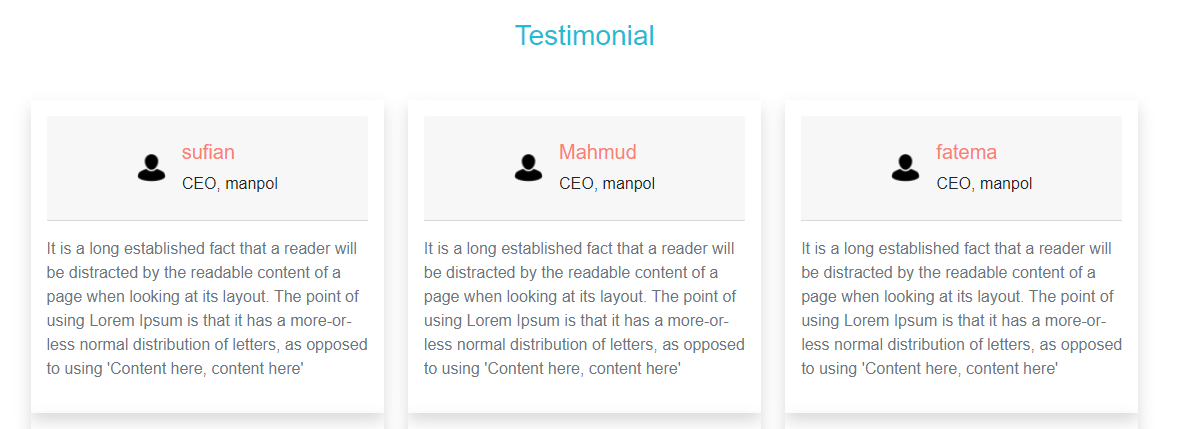 Testimonial
sufian
CEO, manpol
It is a long established fact that a reader will
be distracted by the readable content of a
page when looking at its layout. The point of
using Lorem Ipsum is that it has a more-or-
less normal distribution of letters, as opposed
to using 'Content here, content here'
Mahmud
CEO, manpol
It is a long established fact that a reader will
be distracted by the readable content of a
page when looking at its layout. The point of
using Lorem Ipsum is that it has a more-or-
less normal distribution of letters, as opposed
to using 'Content here, content here'
fatema
CEO, manpol
It is a long established fact that a reader will
be distracted by the readable content of a
page when looking at its layout. The point of
using Lorem Ipsum is that it has a more-or-
less normal distribution of letters, as opposed
to using 'Content here, content here'